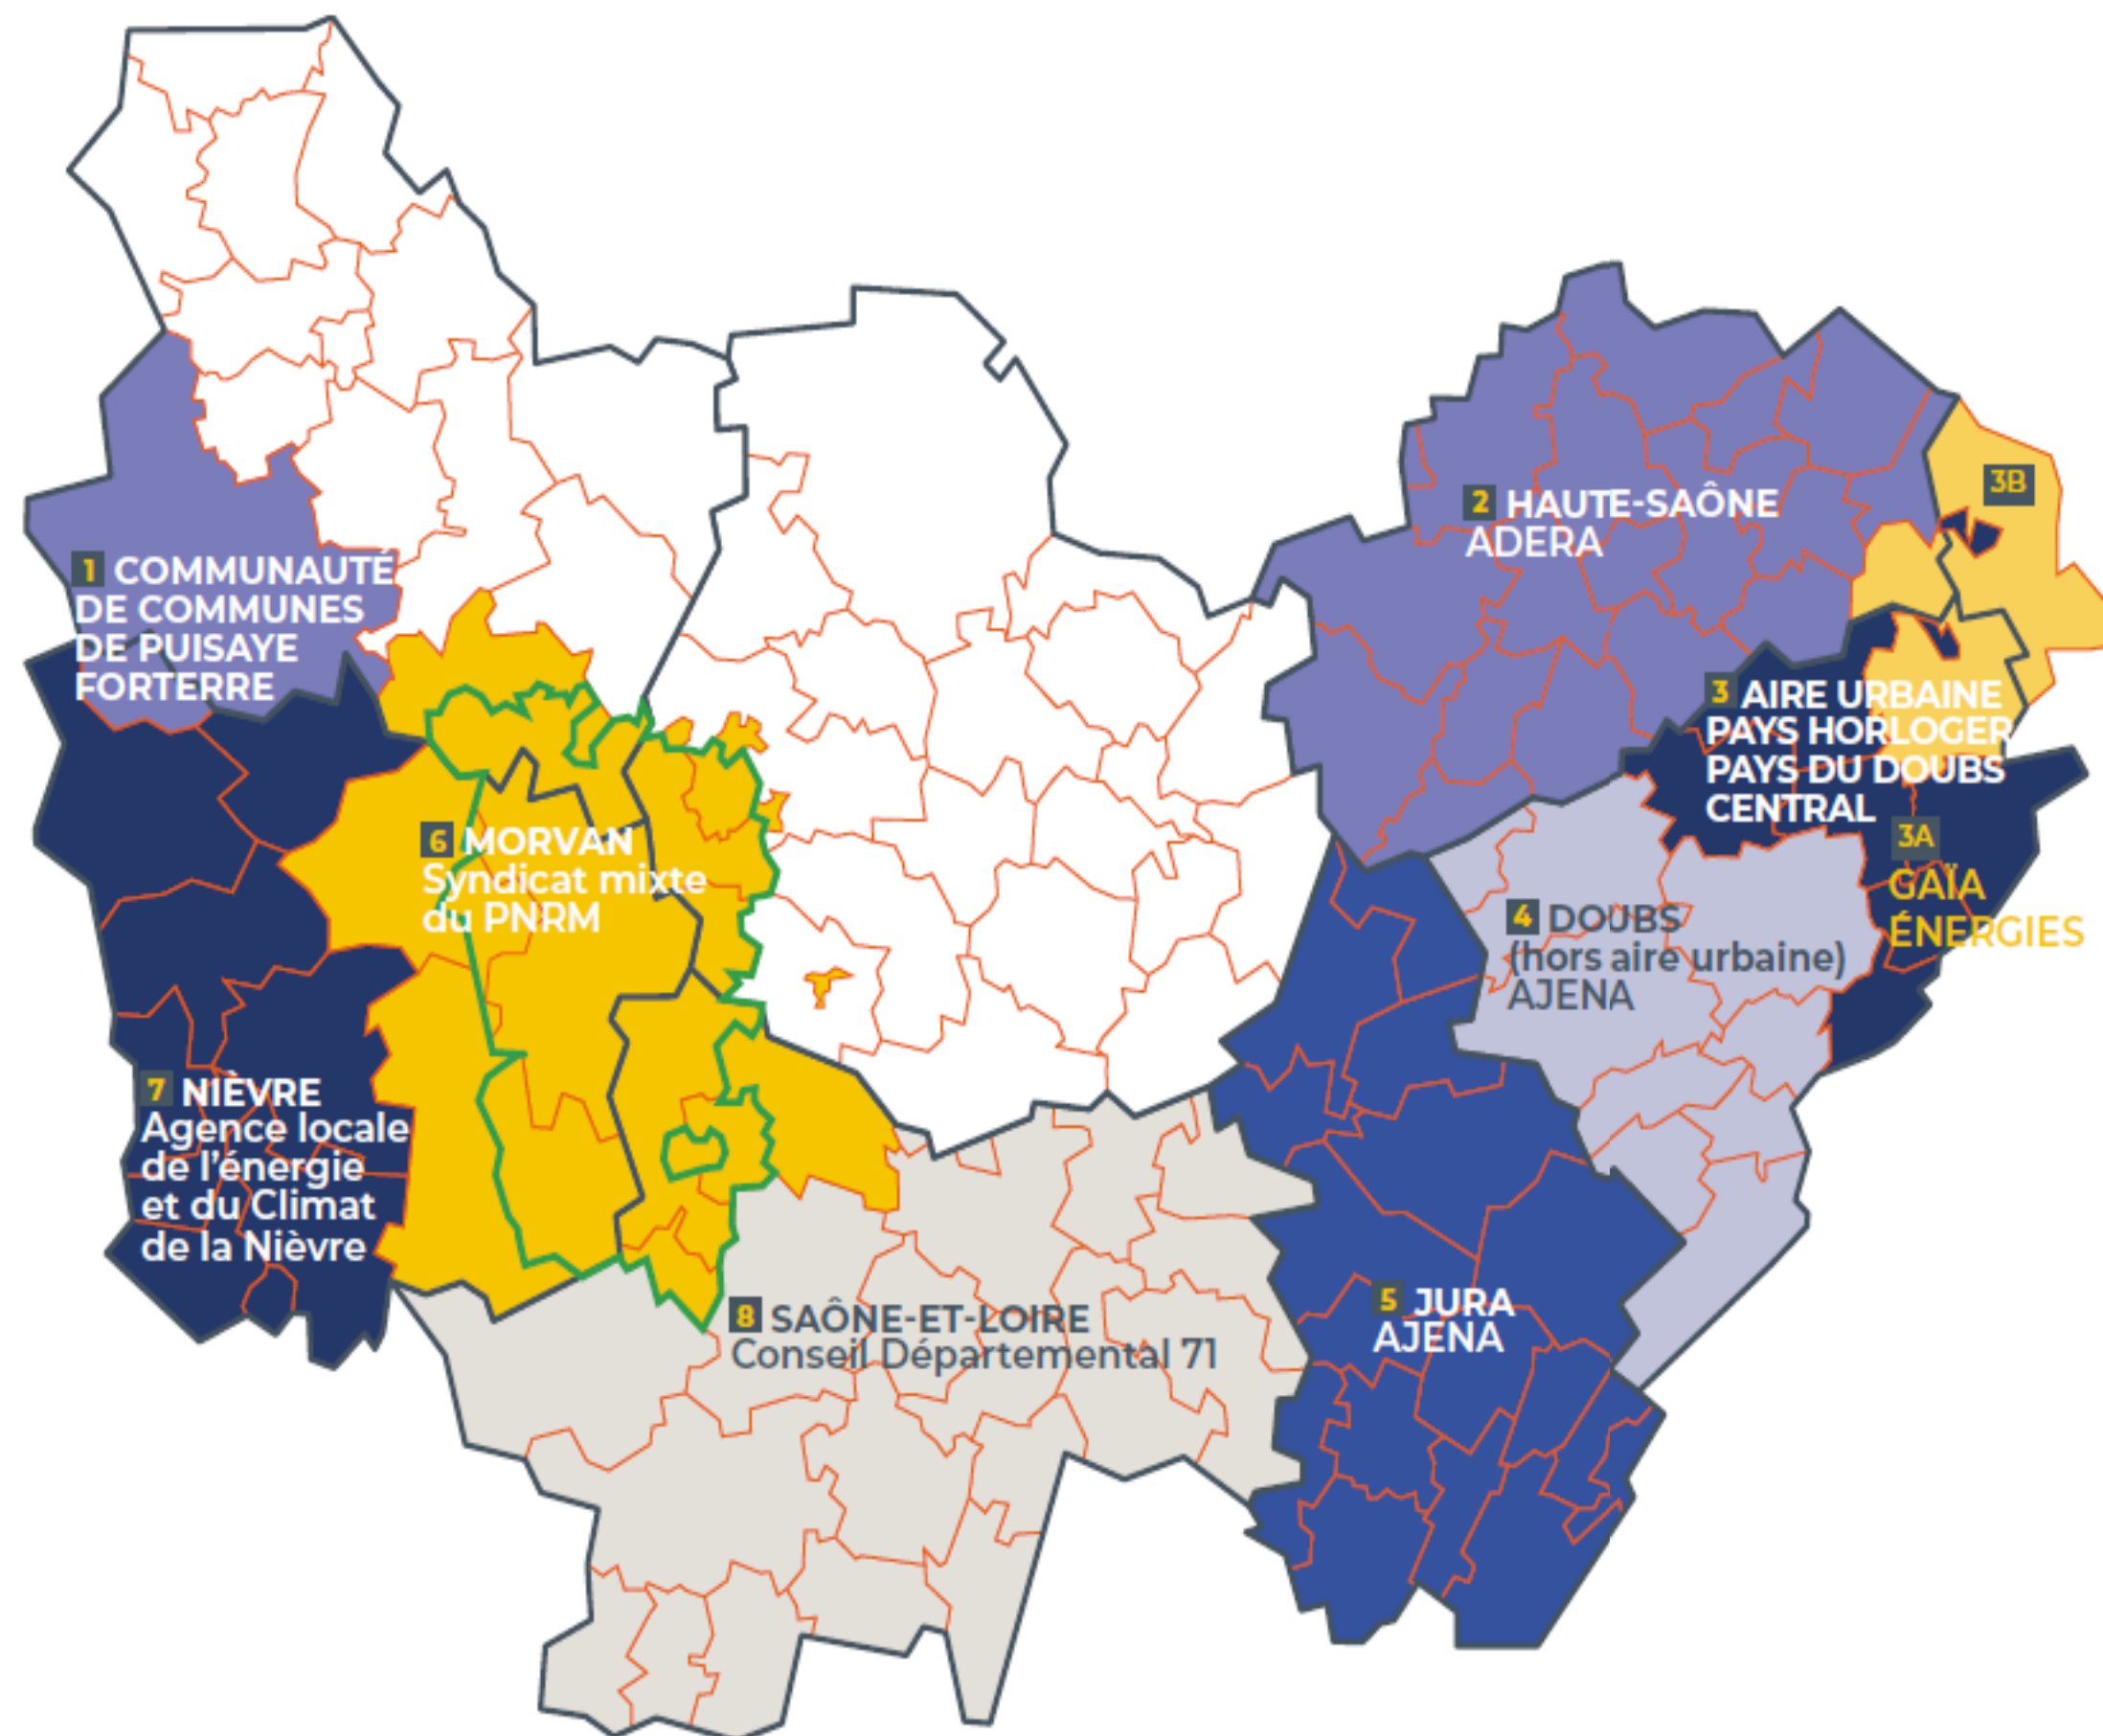 1 COMMUNAUTÉ
DE COMMUNES
DE PUISAYE
FORTERRE
2 HAUTE-SAÔNE
ADERA
3B
3 AIRE URBAINE
PAYS HORLOGER
PAYS DU DOUBS
CENTRAL
3A
GAÏA
ÉNERGIES
4 DOUBS
(hors aire urbaine)
AJENA
6 MORVAN
Syndicat mixte
du PNRM
7 NIÈVRE
Agence locale
de l'énergie
et du Climat
de la Nièvre
8 SAÔNE-ET-LOIRE
Conseil Départemental 71
5 JURA
AJENA